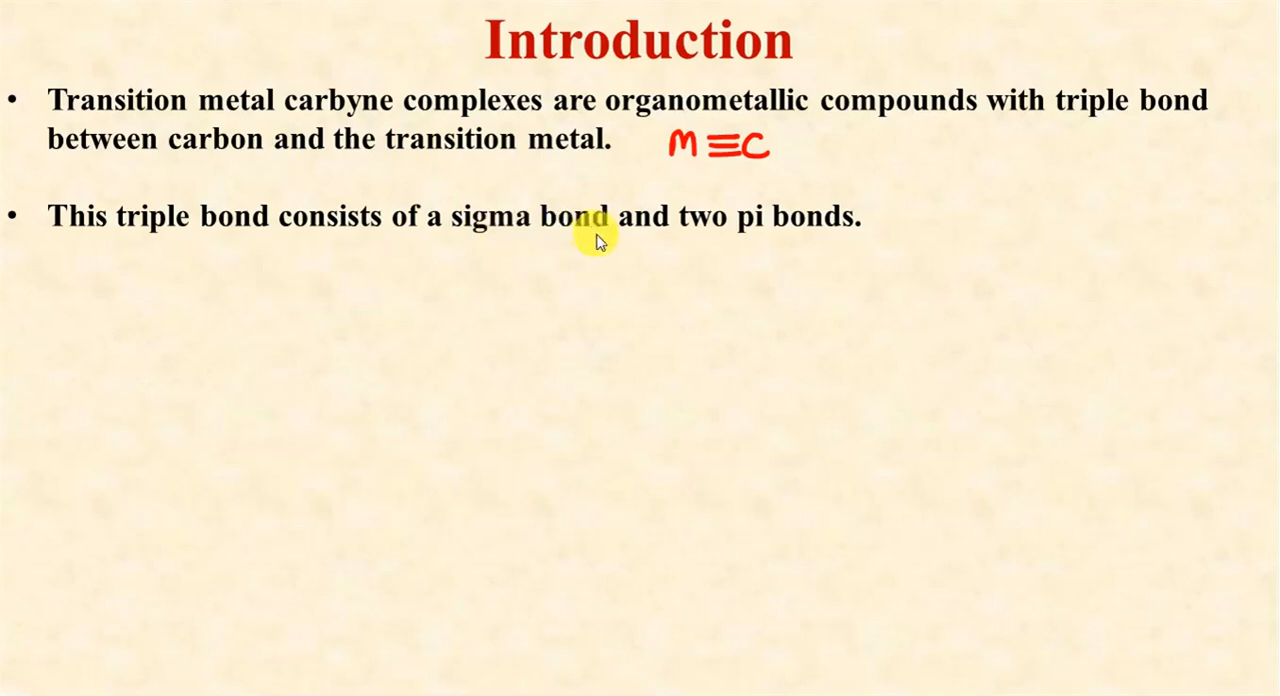 Introduction
• Transition metal carbyne complexes are organometallic compounds with triple bond
between carbon and the transition metal. M≡C
• This triple bond consists of a sigma bond and two pi bonds.